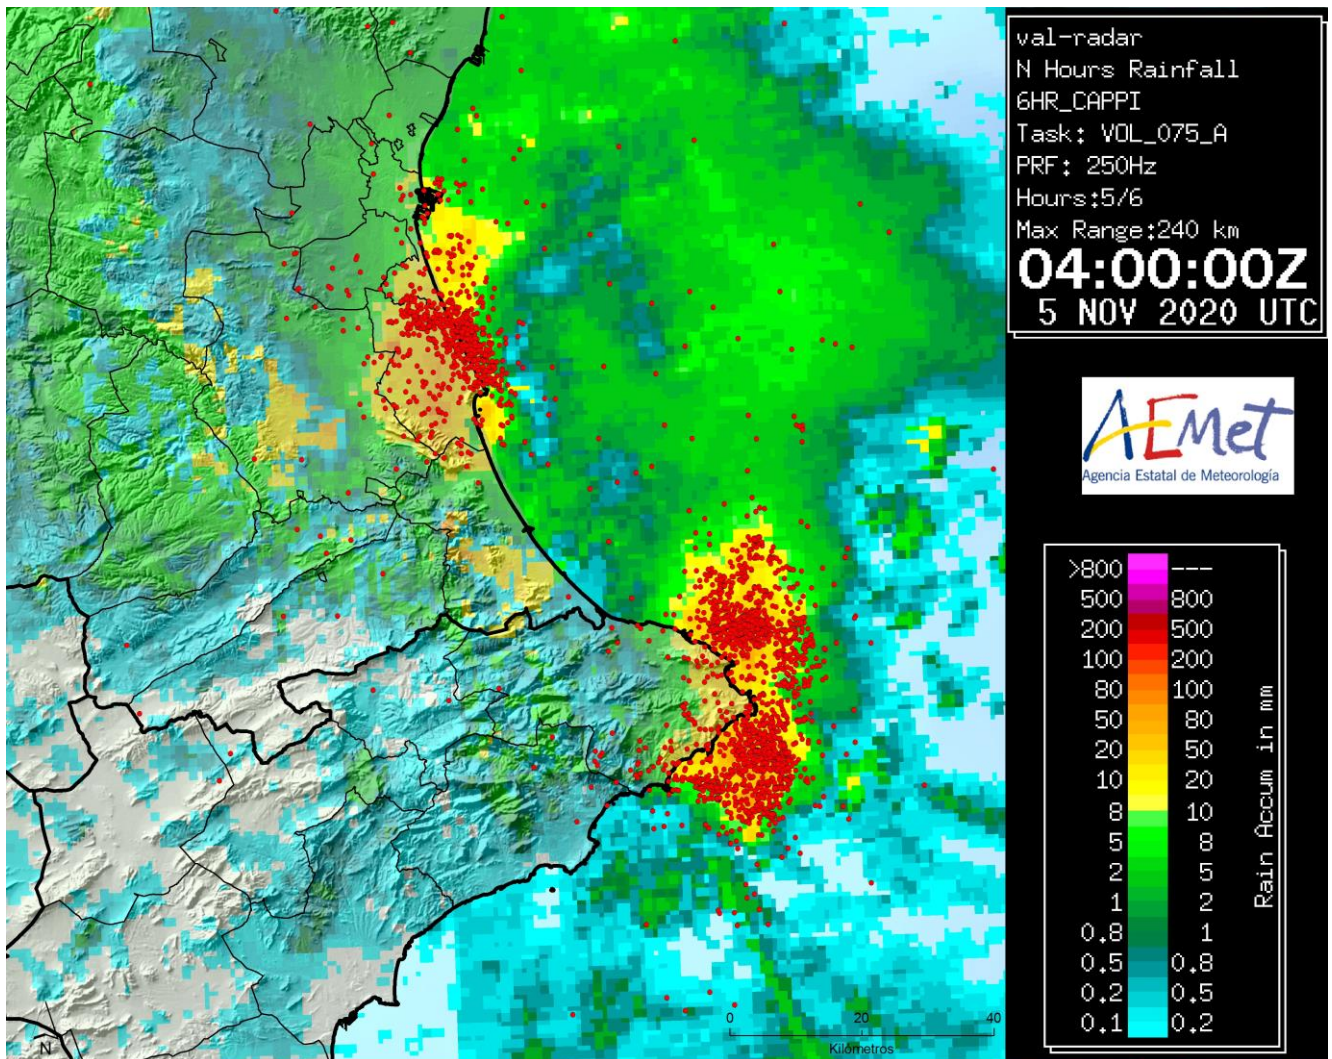 val-radar
N Hours Rainfall
6HR_CAPPI
Task: VOL_075_A
PRF: 250Hz
Hours:5/6
Max Range:240 km
04:00:00Z
5 NOV 2020 UTC
AEMet
Agencia Estatal de Meteorología
>800 ---
500 800
200 500
100 200
80 100
50 80
20 50
10 20
8 10
5 8
2 5
1 2
0.8 1
0.5 0.8
0.2 0.5
0.1 0.2
Rain Accum in mm
0 20 40
Kilómetros
N